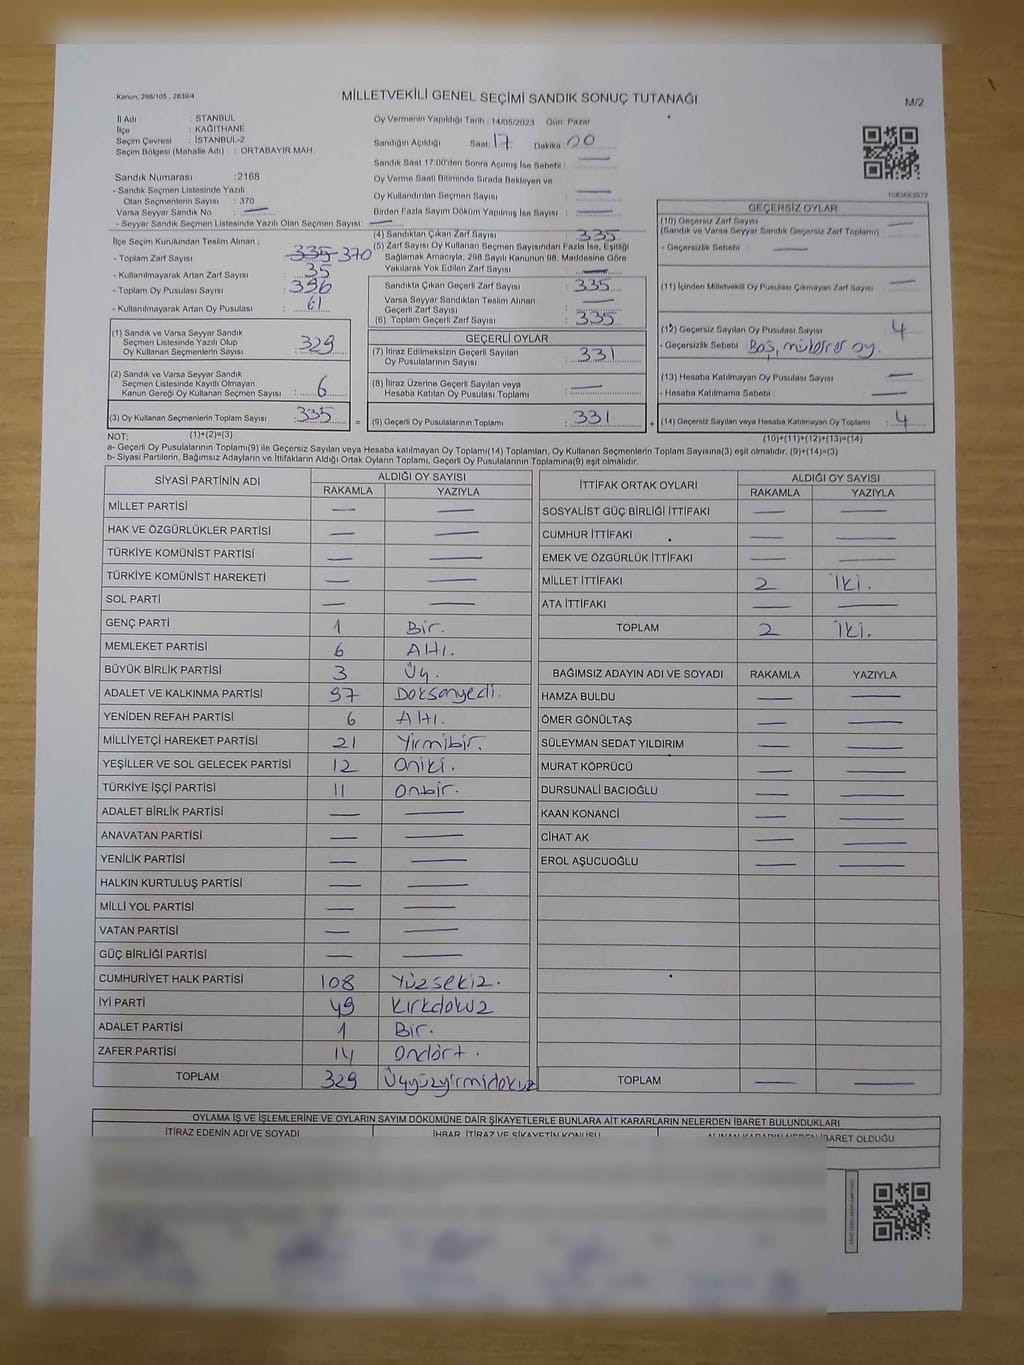 Kanun; 298/105 , 2839/4
MİLLETVEKİLİ GENEL SEÇİMİ SANDIK SONUÇ TUTANAĞI
M/2
İl Adı : STANBUL
İlçe : KAĞITHANE
Seçim Çevresi : İSTANBUL-2
Seçim Bölgesi (Mahalle Adı) : ORTABAYIR MAH.
Oy Vermenin Yapıldığı Tarih : 14/05/2023 Gün: Pazar
Sandığın Açıldığı Saat: 17 Dakika: 00
Sandık Saat 17:00'den Sonra Açımış İse Sebebi : —
Oy Verme Saati Bitiminde Sırada Bekleyen ve
Oy Kullandırılan Seçmen Sayısı : —
Birden Fazla Sayım Döküm Yapılmış İse Sayısı : —
Sandık Numarası :2168
- Sandık Seçmen Listesinde Yazılı
Olan Seçmenlerin Sayısı : 370
Varsa Seyyar Sandık No : —
- Seyyar Sandık Seçmen Listesinde Yazılı Olan Seçmen Sayısı: —
İlçe Seçim Kurulundan Teslim Alınan ;
- Toplam Zarf Sayısı : 335 370
- Kullanılmayarak Artan Zarf Sayısı : 35
- Toplam Oy Pusulası Sayısı : 396
- Kullanılmayarak Artan Oy Pusulası : 61
(4) Sandıktan Çıkan Zarf Sayısı : 335
(5) Zarf Sayısı Oy Kullanan Seçmen Sayısından Fazla İse, Eşitliği
Sağlamak Amacıyla, 298 Sayılı Kanunun 98. Maddesine Göre
Yakılarak Yok Edilen Zarf Sayısı : —
Sandıkta Çıkan Geçerli Zarf Sayısı : 335
Varsa Seyyar Sandıktan Teslim Alınan
Geçerli Zarf Sayısı : —
(6) Toplam Geçerli Zarf Sayısı : 335
GEÇERSİZ OYLAR
(10) Geçersiz Zarf Sayısı
(Sandık ve Varsa Seyyar Sandık Geçersiz Zarf Toplamı) : —
- Geçersizlik Sebebi : —
(11) İçinden Milletvekili Oy Pusulası Çıkmayan Zarf Sayısı : —
(12) Geçersiz Sayılan Oy Pusulası Sayısı : 4
- Geçersizlik Sebebi : Boş, mükerrer oy.
(13) Hesaba Katılmayan Oy Pusulası Sayısı : —
- Hesaba Katılmama Sebebi : —
(14) Geçersiz Sayılan veya Hesaba Katılmayan Oy Toplamı : 4
(10)+(11)+(12)+(13)=(14)
(1) Sandık ve Varsa Seyyar Sandık
Seçmen Listesinde Yazılı Olup
Oy Kullanan Seçmenlerin Sayısı : 329
(2) Sandık ve Varsa Seyyar Sandık
Seçmen Listesinde Kayıtlı Olmayan
Kanun Gereği Oy Kullanan Sayısı : 6
(3) Oy Kullanan Seçmenlerin Toplam Sayısı : 335
(1)+(2)=(3)
GEÇERLİ OYLAR
(7) İtiraz Edilmeksizin Geçerli Sayılan
Oy Pusulalarının Sayısı : 331
(8) İtiraz Üzerine Geçerli Sayılan veya
Hesaba Katılan Oy Pusulası Toplamı : —
(9) Geçerli Oy Pusulalarının Toplamı : 331
NOT:
a- Geçerli Oy Pusulalarının Toplamı(9) ile Geçersiz Sayılan veya Hesaba katılmayan Oy Toplamı(14) Toplamları, Oy Kullanan Seçmenlerin Toplam Sayısına(3) eşit olmalıdır. (9)+(14)=(3)
b- Siyasi Partilerin, Bağımsız Adayların ve İttifakların Aldığı Ortak Oyların Toplamı, Geçerli Oy Pusulalarının Toplamına(9) eşit olmalıdır.
SİYASİ PARTİNİN ADI ALDIĞI OY SAYISI
RAKAMLA YAZIYLA
MİLLET PARTİSİ — —
HAK VE ÖZGÜRLÜKLER PARTİSİ — —
TÜRKİYE KOMÜNİST PARTİSİ — —
TÜRKİYE KOMÜNİST HAREKETİ — —
SOL PARTİ — —
GENÇ PARTİ 1 Bir.
MEMLEKET PARTİSİ 6 Altı.
BÜYÜK BİRLİK PARTİSİ 3 Üç.
ADALET VE KALKINMA PARTİSİ 97 Doksanyedi.
YENİDEN REFAH PARTİSİ 6 Altı.
MİLLİYETÇİ HAREKET PARTİSİ 21 Yirmibir.
YEŞİLLER VE SOL GELECEK PARTİSİ 12 Oniki.
TÜRKİYE İŞÇİ PARTİSİ 11 Onbir.
ADALET BİRLİK PARTİSİ — —
ANAVATAN PARTİSİ — —
YENİLİK PARTİSİ — —
HALKIN KURTULUŞ PARTİSİ — —
MİLLİ YOL PARTİSİ — —
VATAN PARTİSİ — —
GÜÇ BİRLİĞİ PARTİSİ — —
CUMHURİYET HALK PARTİSİ 108 Yüzsekiz.
İYİ PARTİ 49 Kırkdokuz
ADALET PARTİSİ 1 Bir.
ZAFER PARTİSİ 14 Ondört.
TOPLAM 329 Üçyüzyirmidokuz
İTTİFAK ORTAK OYLARI ALDIĞI OY SAYISI
RAKAMLA YAZIYLA
SOSYALİST GÜÇ BİRLİĞİ İTTİFAKI — —
CUMHUR İTTİFAKI — —
EMEK VE ÖZGÜRLÜK İTTİFAKI — —
MİLLET İTTİFAKI 2 İki.
ATA İTTİFAKI — —
TOPLAM 2 İki.
BAĞIMSIZ ADAYIN ADI VE SOYADI RAKAMLA YAZIYLA
HAMZA BULDU — —
ÖMER GÖNÜLTAŞ — —
SÜLEYMAN SEDAT YILDIRIM — —
MURAT KÖPRÜCÜ — —
DURSUNALİ BACIOĞLU — —
KAAN KONANCİ — —
CİHAT AK — —
EROL AŞUCUOĞLU — —
TOPLAM — —
OYLAMA İŞ VE İŞLEMLERİNE VE OYLARIN SAYIM DÖKÜMÜNE DAİR ŞİKAYETLERLE BUNLARA AİT KARARLARIN NELERDEN İBARET BULUNDUKLARI
İTİRAZ EDENİN ADI VE SOYADI İHBAR, İTİRAZ VE ŞİKAYETİN KONUSU ALINAN KARARIN NEDEN İBARET OLDUĞU